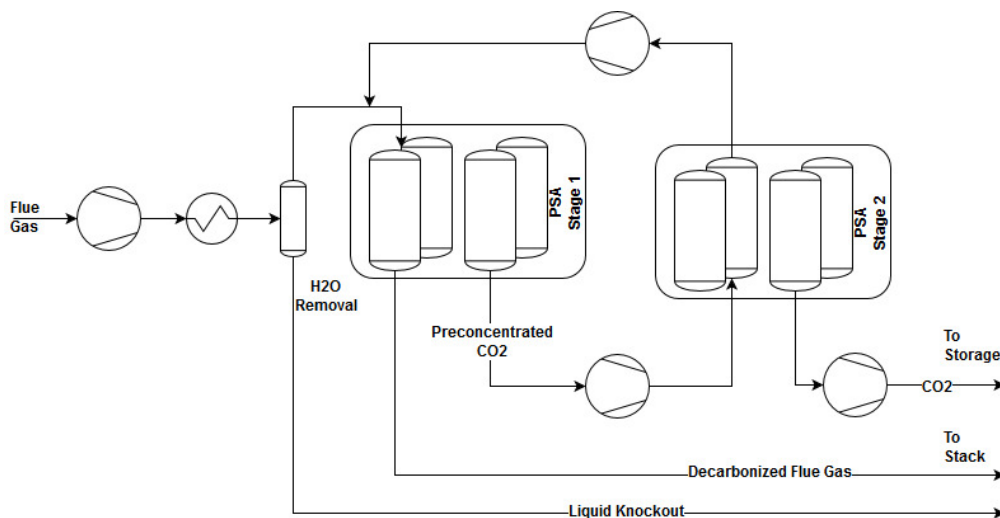 Flue
Gas
H2O
Removal
PSA
Stage 1
Preconcentrated
CO2
PSA
Stage 2
To
Storage
CO2
To
Stack
Decarbonized Flue Gas
Liquid Knockout